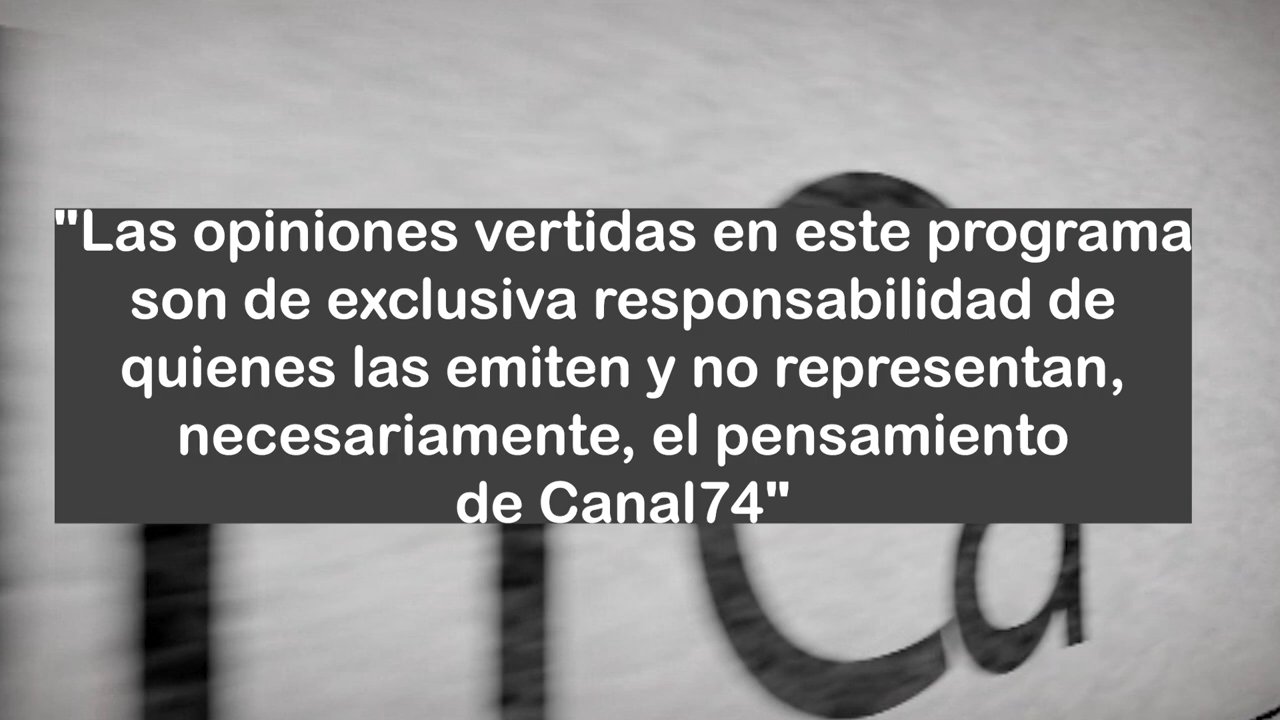 "Las opiniones vertidas en este programa
son de exclusiva responsabilidad de
quienes las emiten y no representan,
necesariamente, el pensamiento
de Canal74"
Ca